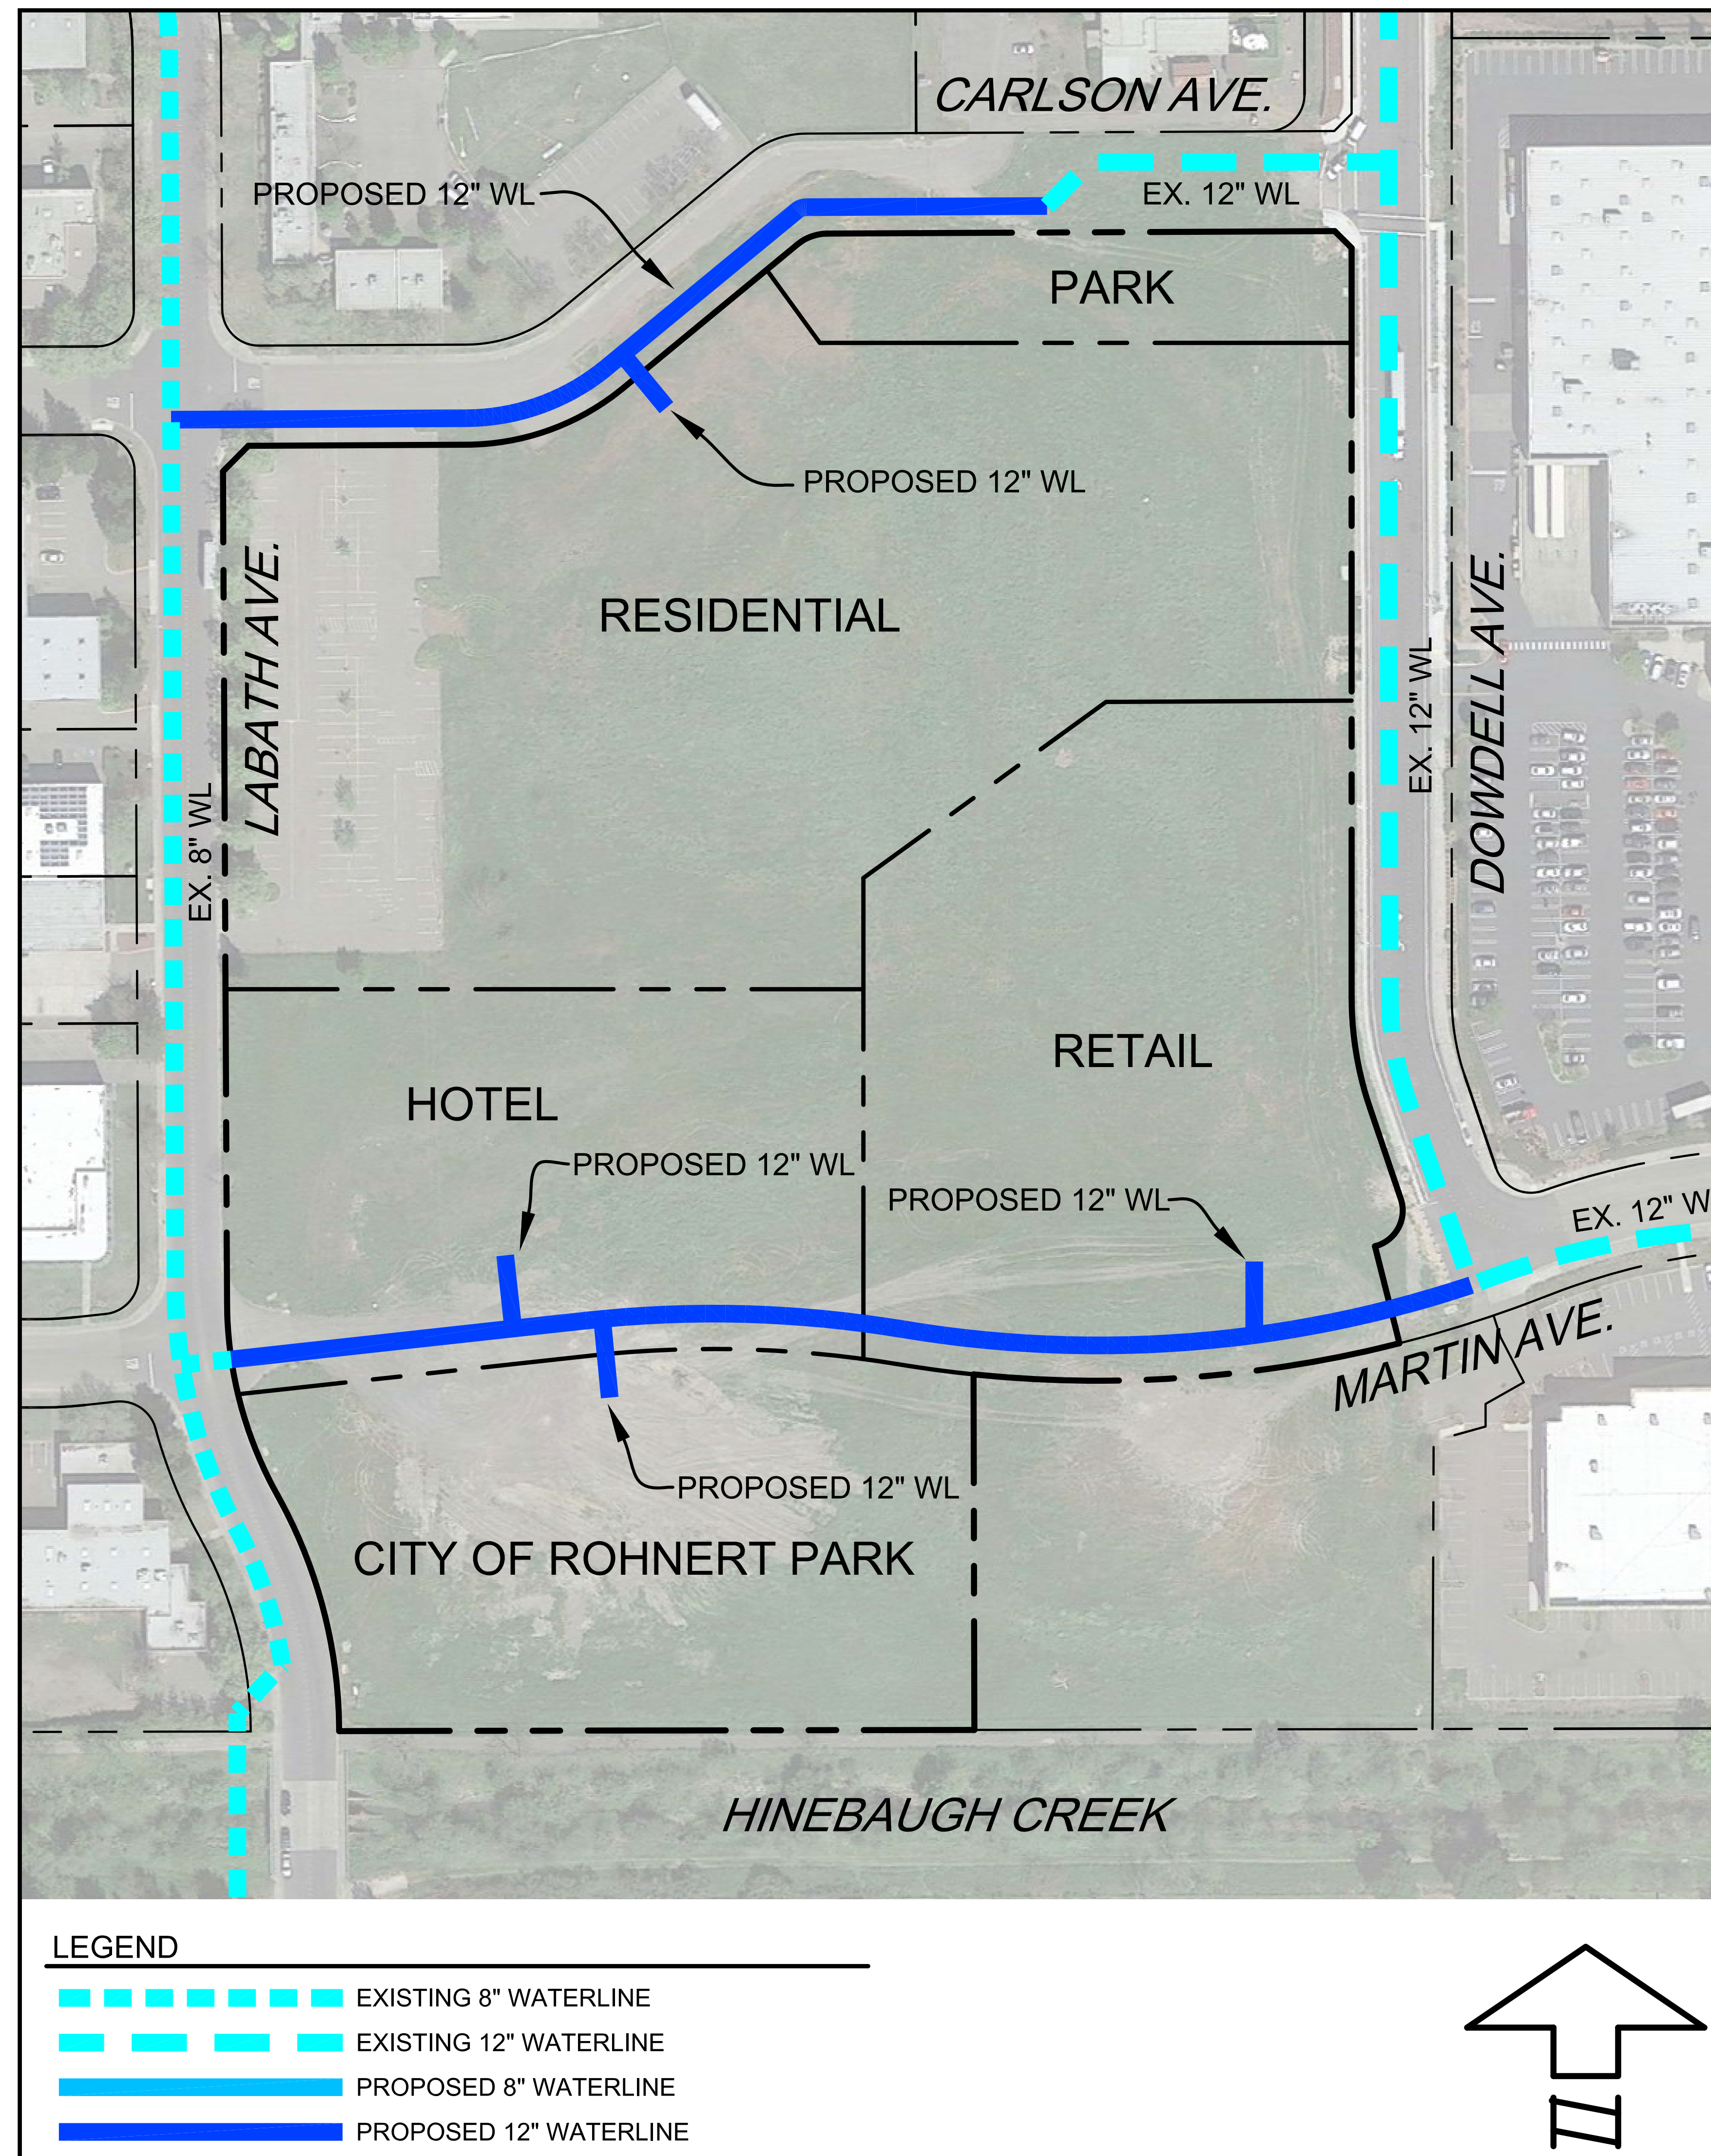 CARLSON AVE.
PROPOSED 12" WL
EX. 12" WL
PARK
PROPOSED 12" WL
LABATH AVE.
RESIDENTIAL
EX. 12" WL
DOWDELL AVE.
EX. 8" WL
RETAIL
HOTEL
PROPOSED 12" WL
PROPOSED 12" WL
EX. 12" W
MARTIN AVE.
PROPOSED 12" WL
CITY OF ROHNERT PARK
HINEBAUGH CREEK
LEGEND
EXISTING 8" WATERLINE
EXISTING 12" WATERLINE
PROPOSED 8" WATERLINE
PROPOSED 12" WATERLINE